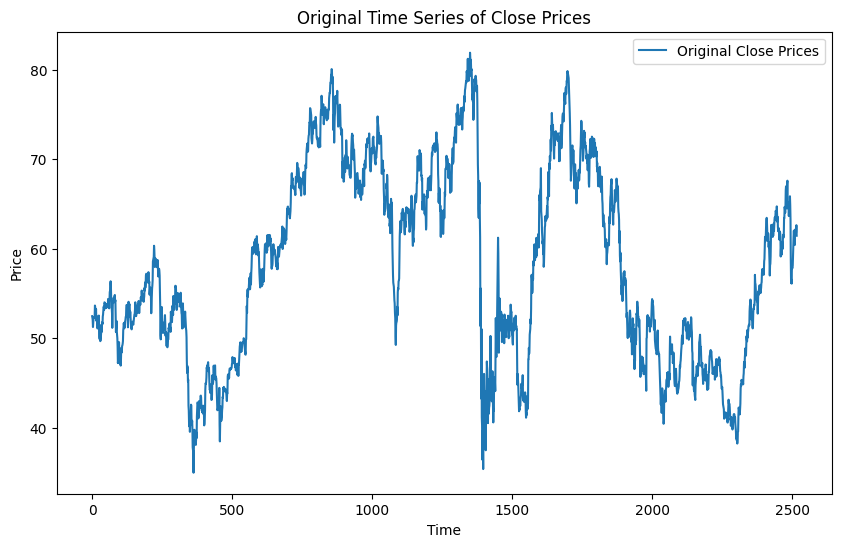 Original Time Series of Close Prices
Original Close Prices
Price
80
70
60
50
40
0 500 1000 1500 2000 2500
Time